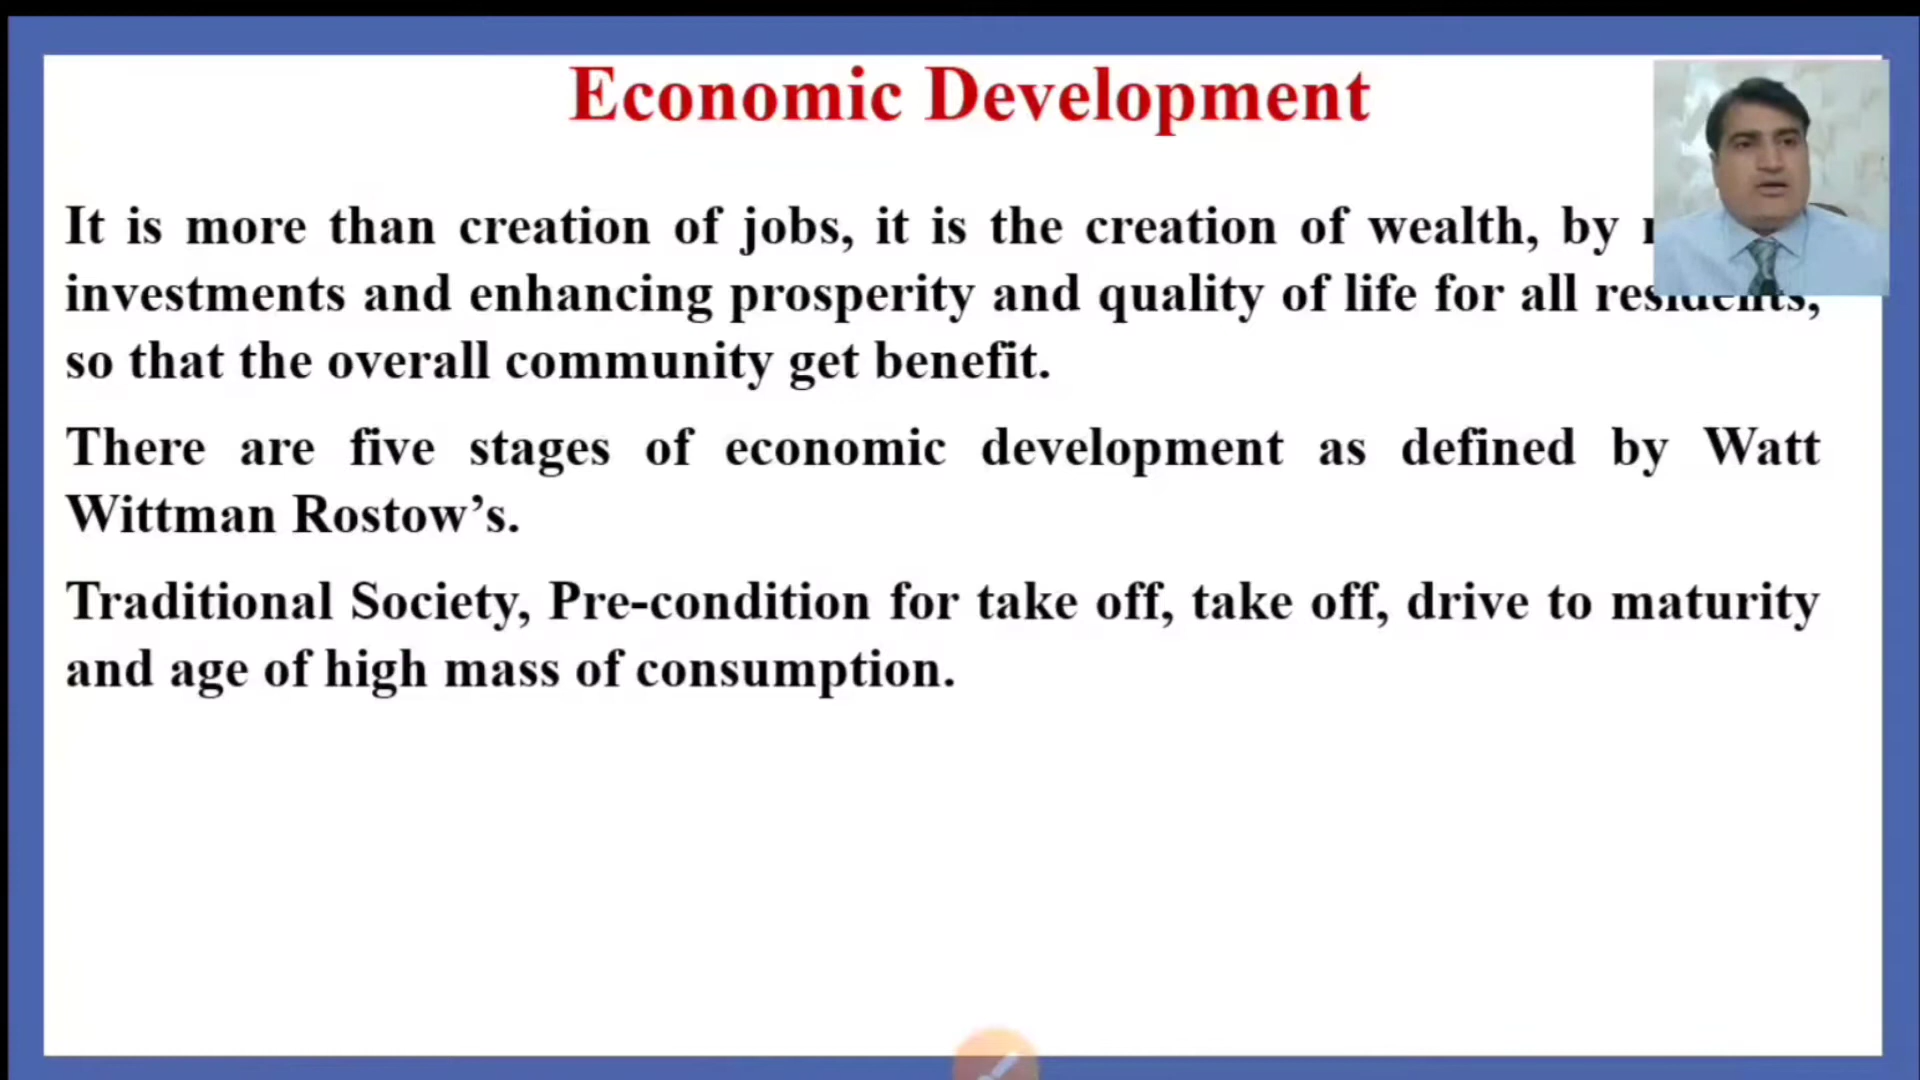 Economic Development
It is more than creation of jobs, it is the creation of wealth, by
investments and enhancing prosperity and quality of life for all residents,
so that the overall community get benefit.
There are five stages of economic development as defined by Watt
Wittman Rostow’s.
Traditional Society, Pre-condition for take off, take off, drive to maturity
and age of high mass of consumption.